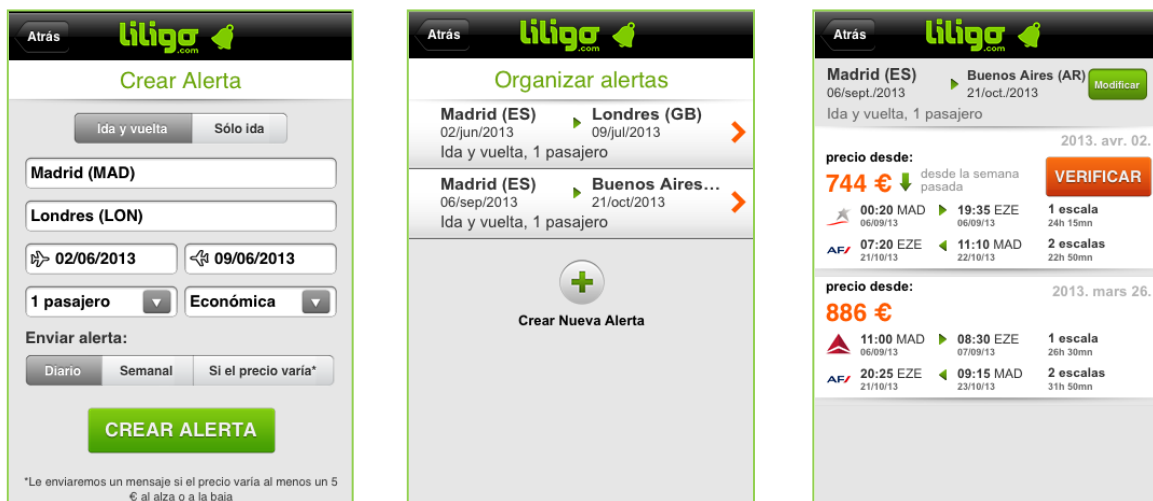 Atrás
liligo
.com
Crear Alerta
Ida y vuelta Sólo ida
Madrid (MAD)
Londres (LON)
02/06/2013 09/06/2013
1 pasajero Económica
Enviar alerta:
Diario Semanal Si el precio varía*
CREAR ALERTA
*Le enviaremos un mensaje si el precio varía al menos un 5
€ al alza o a la baja
Atrás
liligo
.com
Organizar alertas
Madrid (ES) Londres (GB)
02/jun/2013 09/jul/2013
Ida y vuelta, 1 pasajero
Madrid (ES) Buenos Aires...
06/sep/2013 21/oct/2013
Ida y vuelta, 1 pasajero
Crear Nueva Alerta
Atrás
liligo
.com
Madrid (ES) Buenos Aires (AR) Modificar
06/sept./2013 21/oct./2013
Ida y vuelta, 1 pasajero
2013. avr. 02.
precio desde:
744 € desde la semana
pasada
VERIFICAR
00:20 MAD 19:35 EZE 1 escala
06/09/13 06/09/13 24h 15mn
AF 07:20 EZE 11:10 MAD 2 escalas
21/10/13 22/10/13 22h 50mn
precio desde: 2013. mars 26.
886 €
11:00 MAD 08:30 EZE 1 escala
06/09/13 07/09/13 26h 30mn
AF 20:25 EZE 09:15 MAD 2 escalas
21/10/13 23/10/13 31h 50mn